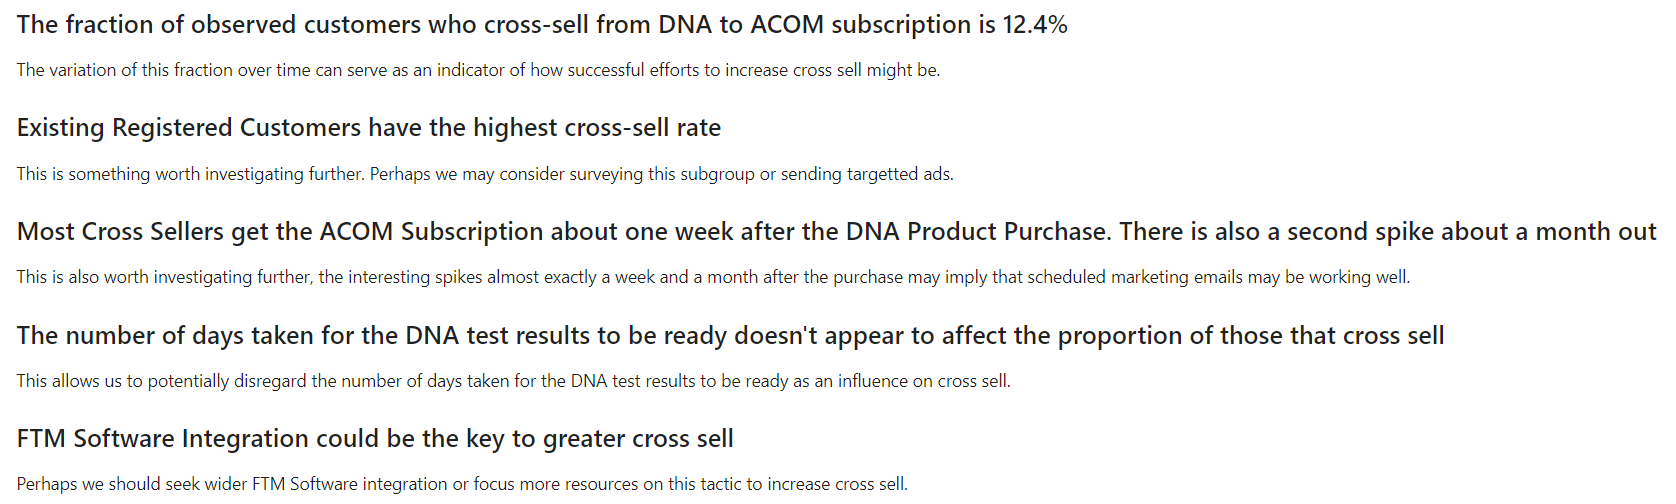 The fraction of observed customers who cross-sell from DNA to ACOM subscription is 12.4%
The variation of this fraction over time can serve as an indicator of how successful efforts to increase cross sell might be.
Existing Registered Customers have the highest cross-sell rate
This is something worth investigating further. Perhaps we may consider surveying this subgroup or sending targetted ads.
Most Cross Sellers get the ACOM Subscription about one week after the DNA Product Purchase. There is also a second spike about a month out
This is also worth investigating further, the interesting spikes almost exactly a week and a month after the purchase may imply that scheduled marketing emails may be working well.
The number of days taken for the DNA test results to be ready doesn't appear to affect the proportion of those that cross sell
This allows us to potentially disregard the number of days taken for the DNA test results to be ready as an influence on cross sell.
FTM Software Integration could be the key to greater cross sell
Perhaps we should seek wider FTM Software integration or focus more resources on this tactic to increase cross sell.